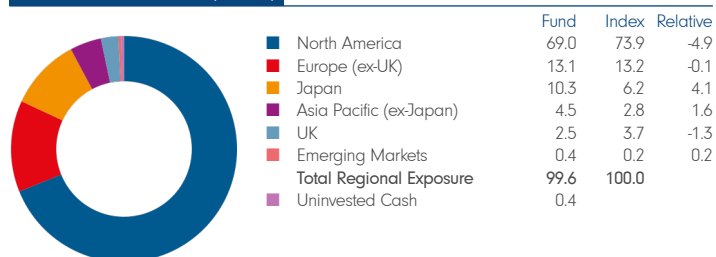 Fund Index Relative
North America 69.0 73.9 -4.9
Europe (ex-UK) 13.1 13.2 -0.1
Japan 10.3 6.2 4.1
Asia Pacific (ex-Japan) 4.5 2.8 1.6
UK 2.5 3.7 -1.3
Emerging Markets 0.4 0.2 0.2
Total Regional Exposure 99.6 100.0
Uninvested Cash 0.4